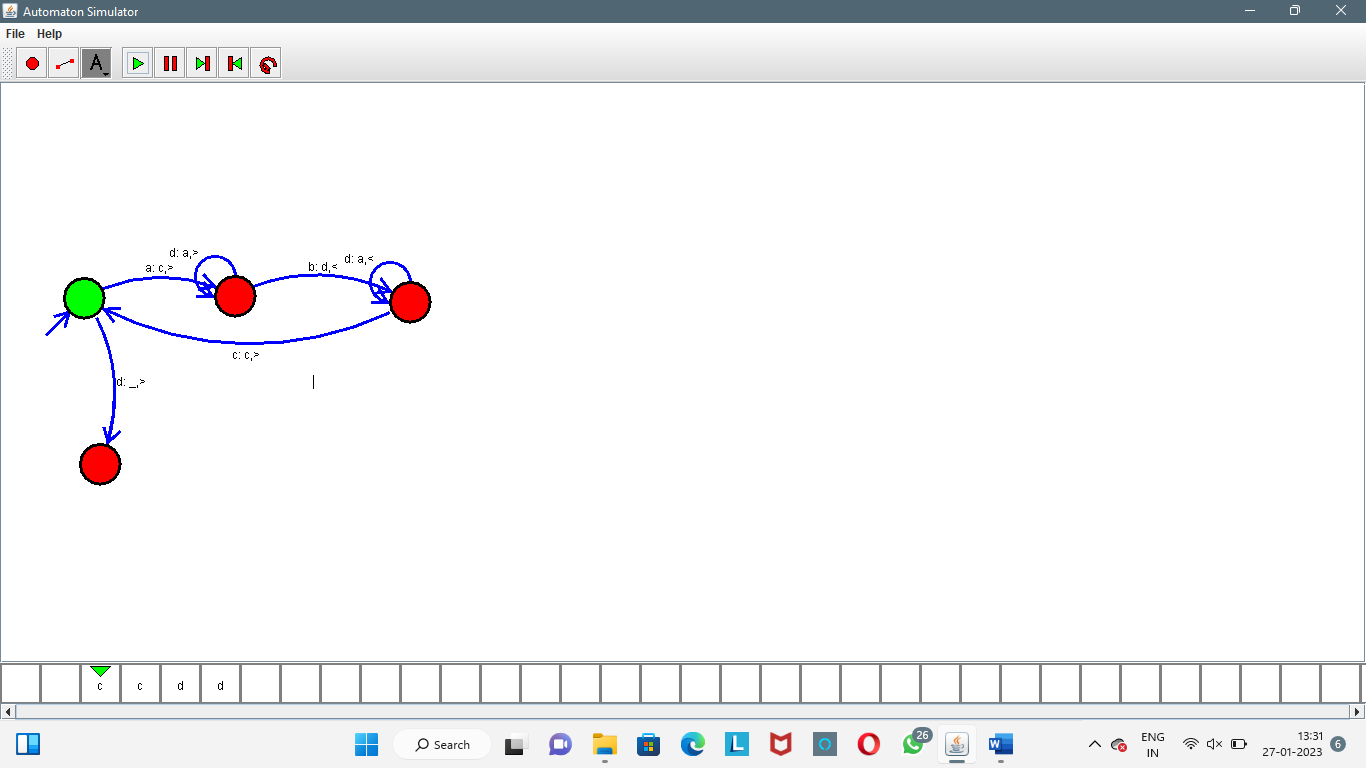 Automaton Simulator
File Help
A
d: a,>
d: a,<
a: c,>
b: d,<
c: c,>
d: _,>
c c d d
Search
26
ENG
IN
13:31
27-01-2023
6